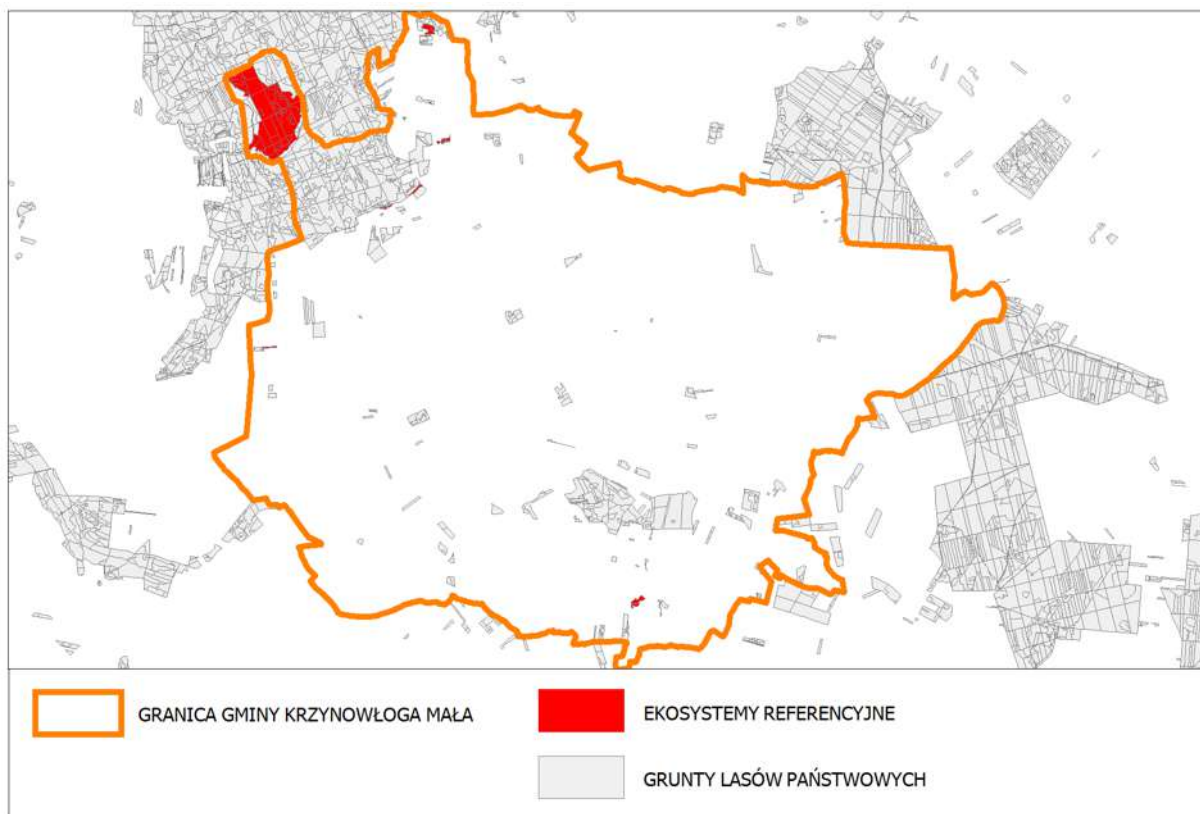 GRANICA GMINY KRZYNOWŁOGA MAŁA
EKOSYSTEMY REFERENCYJNE
GRUNTY LASÓW PAŃSTWOWYCH